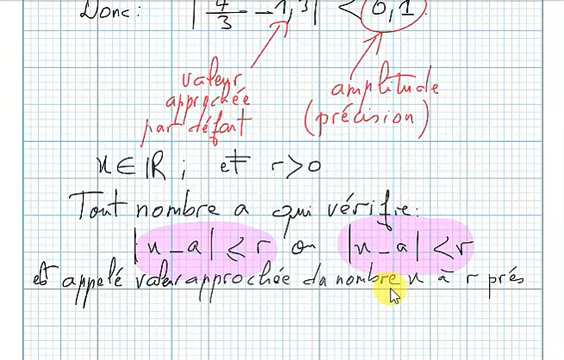 Donc: | 4/3 - 1,3 | < 0,1
valeur
approchée
par défaut
amplitude
(précision)
x ∈ ℝ ; et r > 0
Tout nombre a qui vérifie:
|x - a| ⩽ r ou |x - a| < r
est appelé valeur approchée du nombre x à r prés